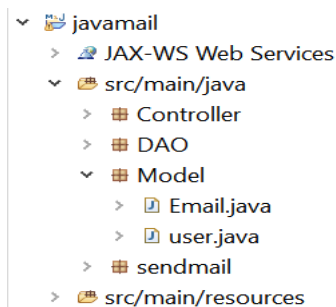 javamail
JAX-WS Web Services
src/main/java
Controller
DAO
Model
Email.java
user.java
sendmail
src/main/resources